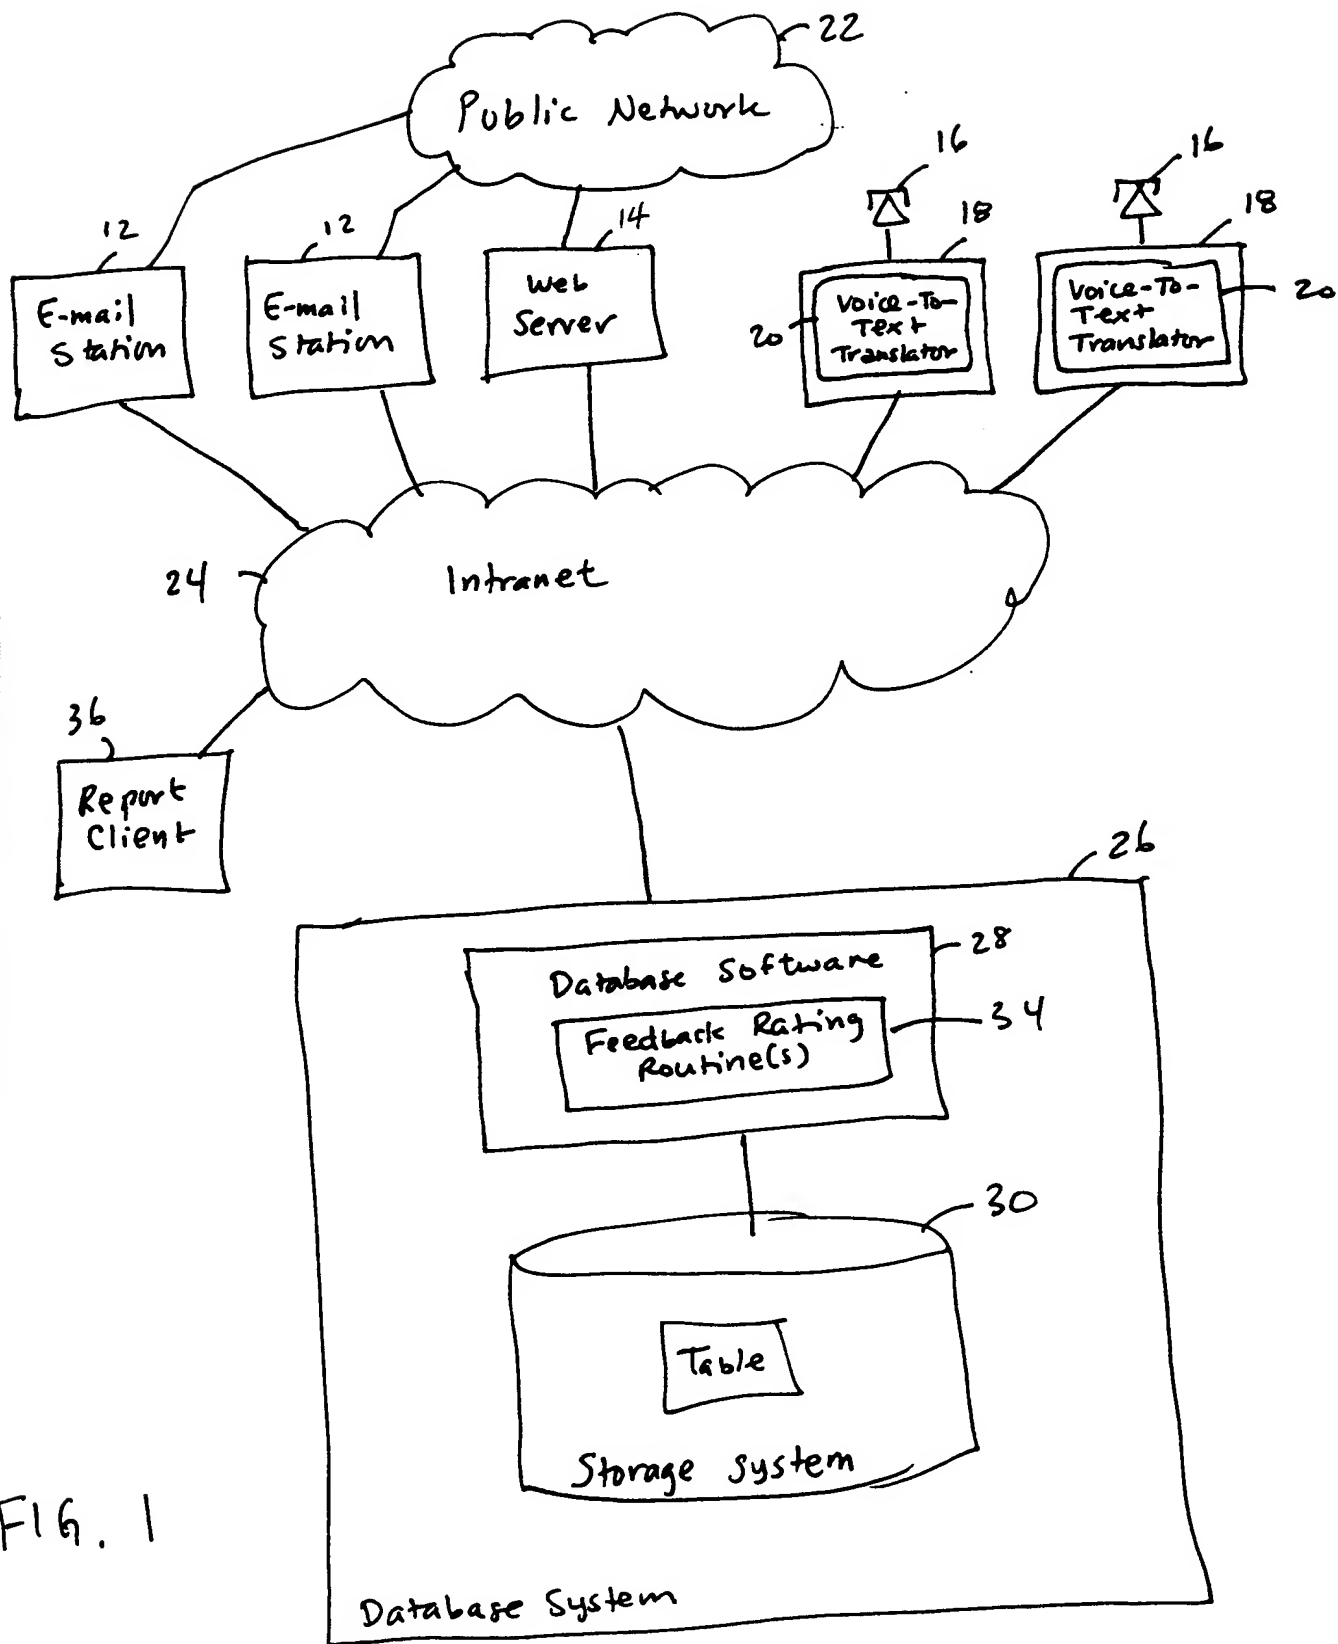 22
Public Network
16
16
12
12
14
18
18
E-mail
Station
E-mail
Station
Web
Server
20
Voice-To-
Text
Translator
Voice-To-
Text
Translator
20
24
Intranet
36
Report
Client
26
28
Database Software
34
Feedback Rating
Routine(s)
30
Table
Storage System
FIG. 1
Database System